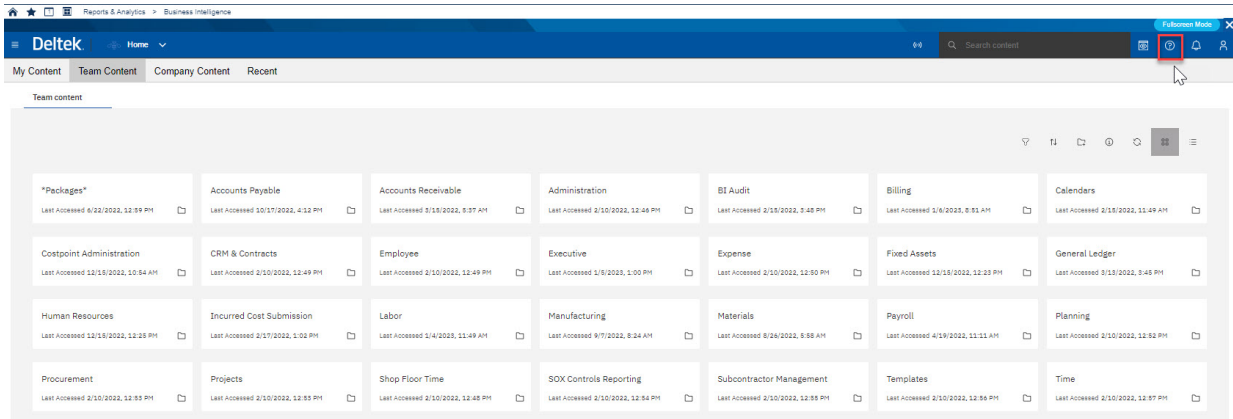 Reports & Analytics > Business Intelligence
Fullscreen Mode
Deltek Home Search content
My Content Team Content Company Content Recent
Team content
*Packages* Accounts Payable Accounts Receivable Administration BI Audit Billing Calendars
Last Accessed 6/22/2022, 12:59 PM Last Accessed 10/17/2022, 4:12 PM Last Accessed 3/15/2022, 5:37 AM Last Accessed 2/10/2022, 12:46 PM Last Accessed 2/15/2022, 3:48 PM Last Accessed 1/6/2023, 8:51 AM Last Accessed 2/15/2022, 11:49 AM
Costpoint Administration CRM & Contracts Employee Executive Expense Fixed Assets General Ledger
Last Accessed 12/15/2022, 10:54 AM Last Accessed 2/10/2022, 12:49 PM Last Accessed 2/10/2022, 12:49 PM Last Accessed 1/5/2023, 1:00 PM Last Accessed 2/10/2022, 12:50 PM Last Accessed 12/15/2022, 12:23 PM Last Accessed 3/13/2022, 3:45 PM
Human Resources Incurred Cost Submission Labor Manufacturing Materials Payroll Planning
Last Accessed 12/15/2022, 12:25 PM Last Accessed 2/17/2022, 1:02 PM Last Accessed 1/4/2023, 11:49 AM Last Accessed 9/7/2022, 8:24 AM Last Accessed 8/26/2022, 5:58 AM Last Accessed 4/19/2022, 11:11 AM Last Accessed 2/10/2022, 12:52 PM
Procurement Projects Shop Floor Time SOX Controls Reporting Subcontractor Management Templates Time
Last Accessed 2/10/2022, 12:53 PM Last Accessed 2/10/2022, 12:53 PM Last Accessed 2/10/2022, 12:48 PM Last Accessed 2/10/2022, 12:54 PM Last Accessed 2/10/2022, 12:55 PM Last Accessed 2/10/2022, 12:56 PM Last Accessed 2/10/2022, 12:57 PM